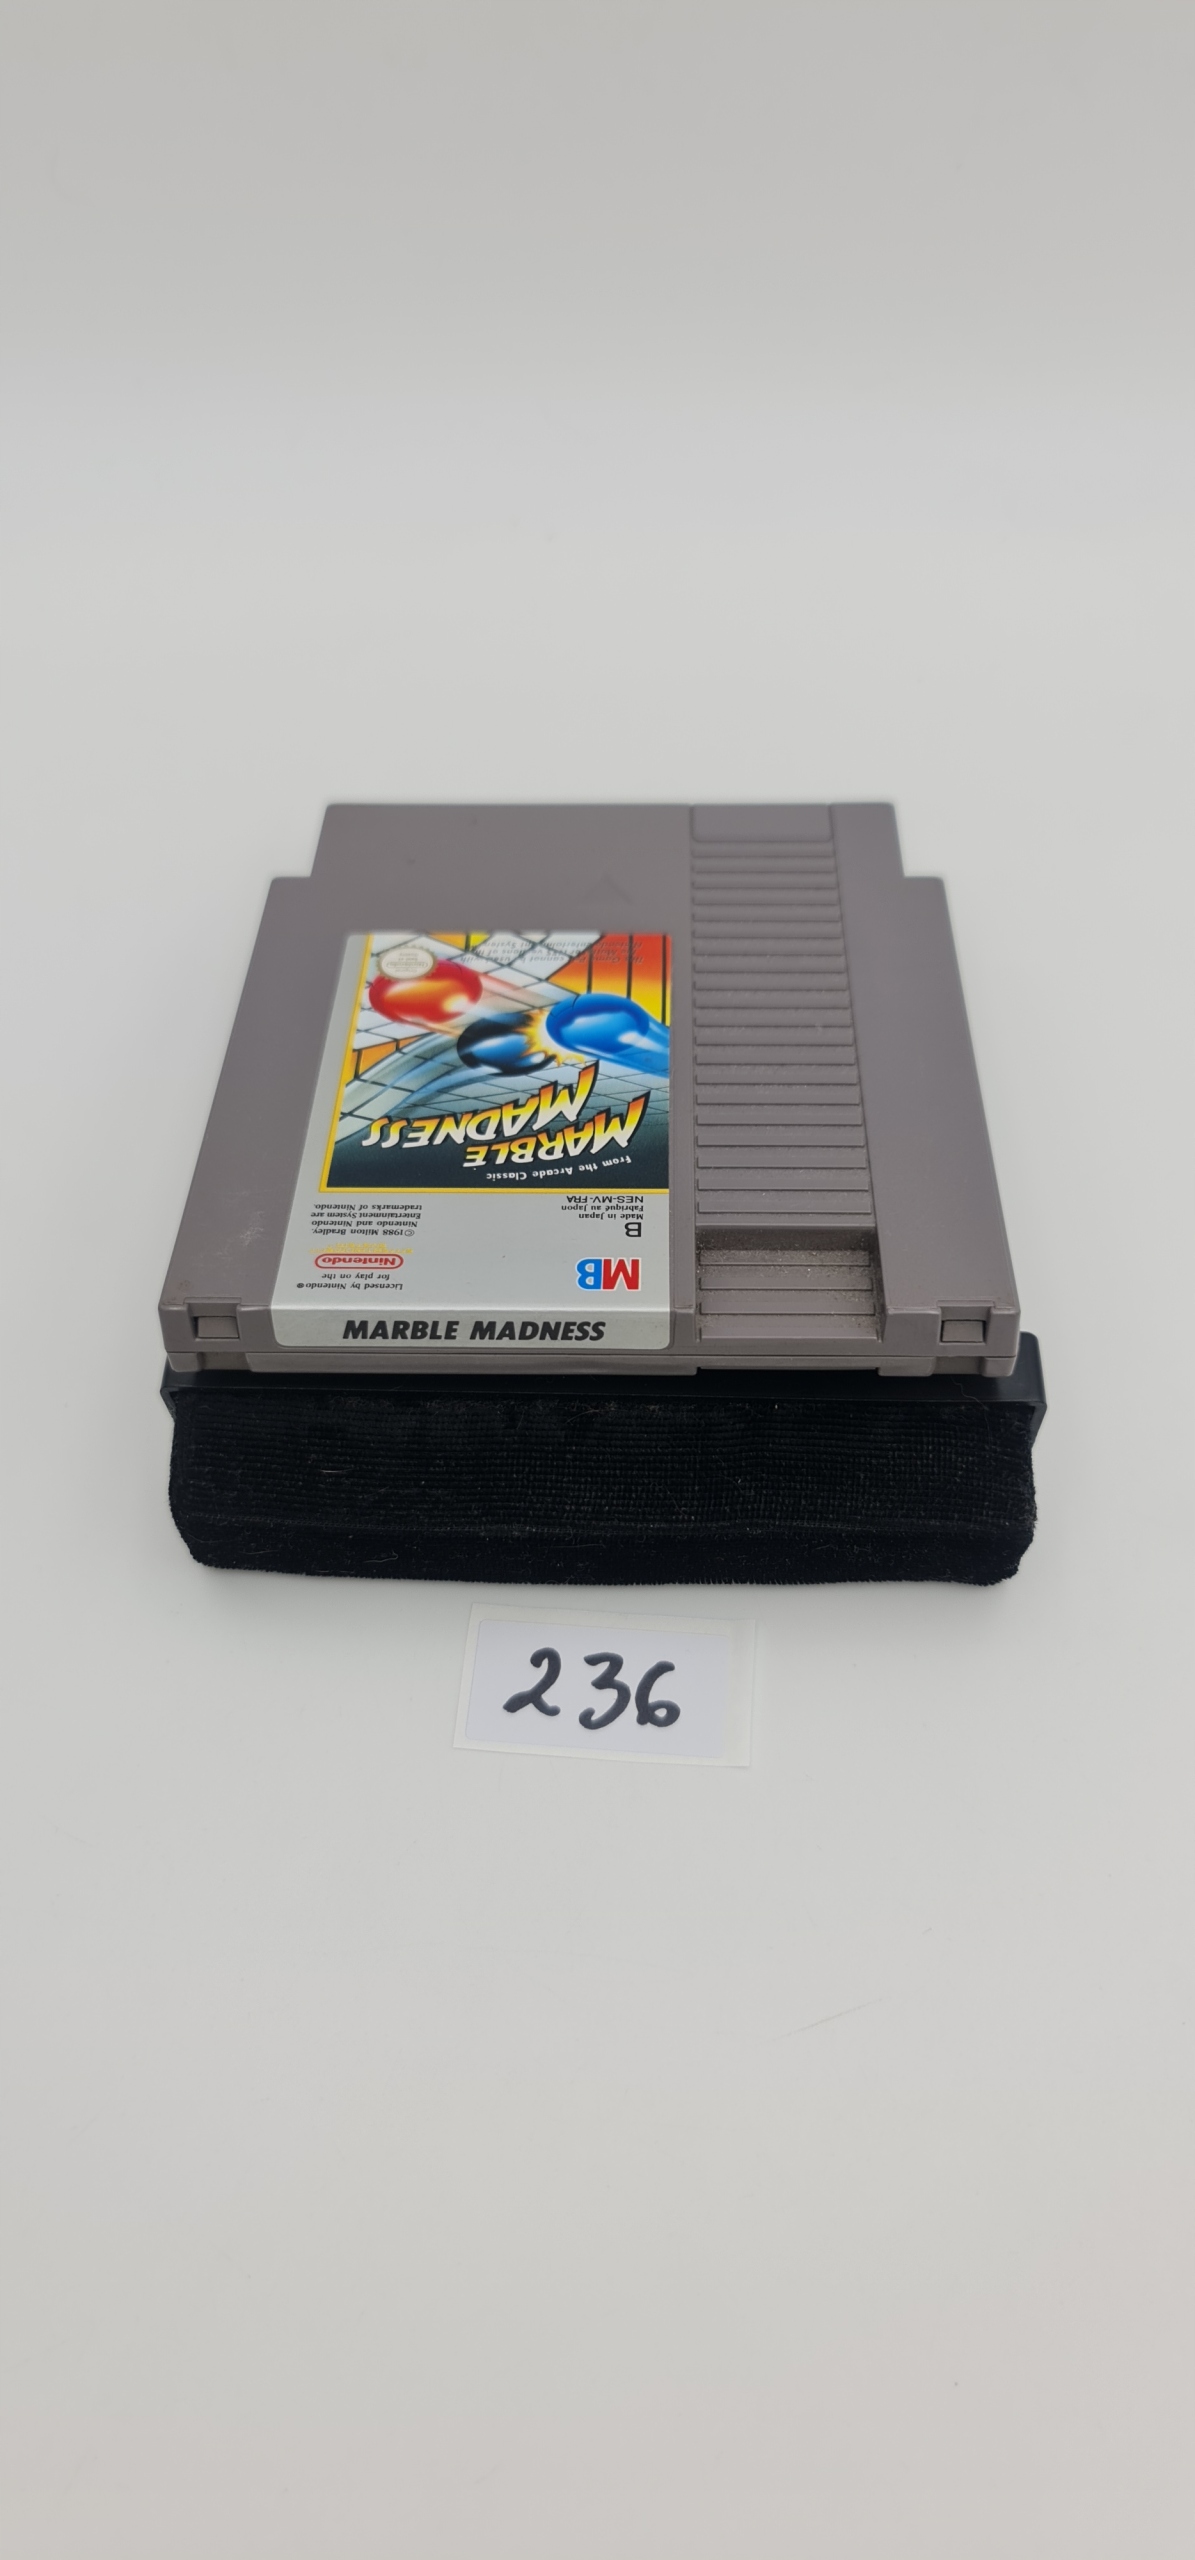 MARBLE MADNESS
MB
Licensed by Nintendo®
for play on the
Nintendo
B
Made in Japan
Fabriqué au Japon
NES-MV-FRA
©1988 Milton Bradley.
Nintendo and Nintendo
Entertainment System are
trademarks of Nintendo.
From the Arcade Classic
MARBLE
MADNESS
236